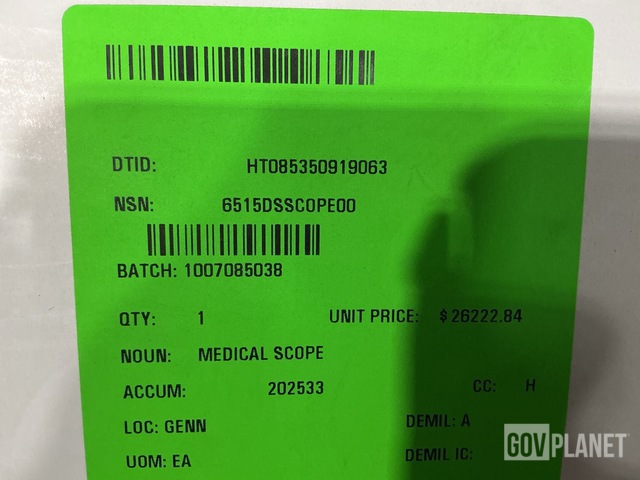 DTID: HT085350919063
NSN: 6515DSSCOPE00
BATCH: 1007085038
QTY: 1 UNIT PRICE: $26222.84
NOUN: MEDICAL SCOPE
ACCUM: 202533 CC: H
LOC: GENN DEMIL: A
UOM: EA DEMIL IC:
GOVPLANET